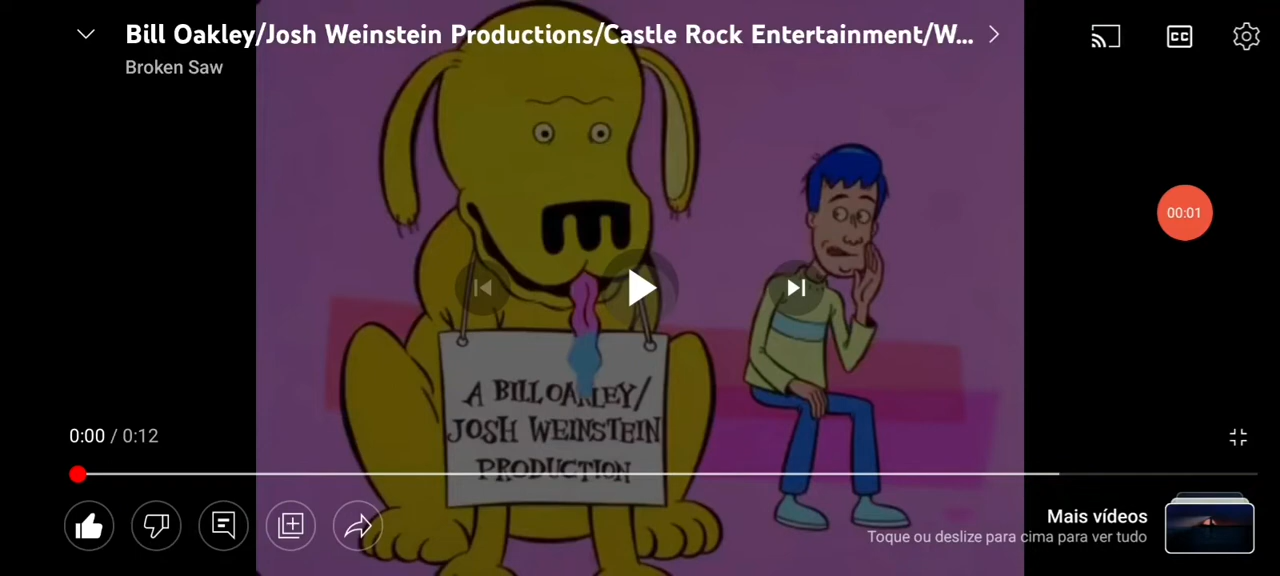 Bill Oakley/Josh Weinstein Productions/Castle Rock Entertainment/W...
Broken Saw
CC
00:01
A BILL OAKLEY/
JOSH WEINSTEIN
PRODUCTION
0:00 / 0:12
Mais vídeos
Toque ou deslize para cima para ver tudo